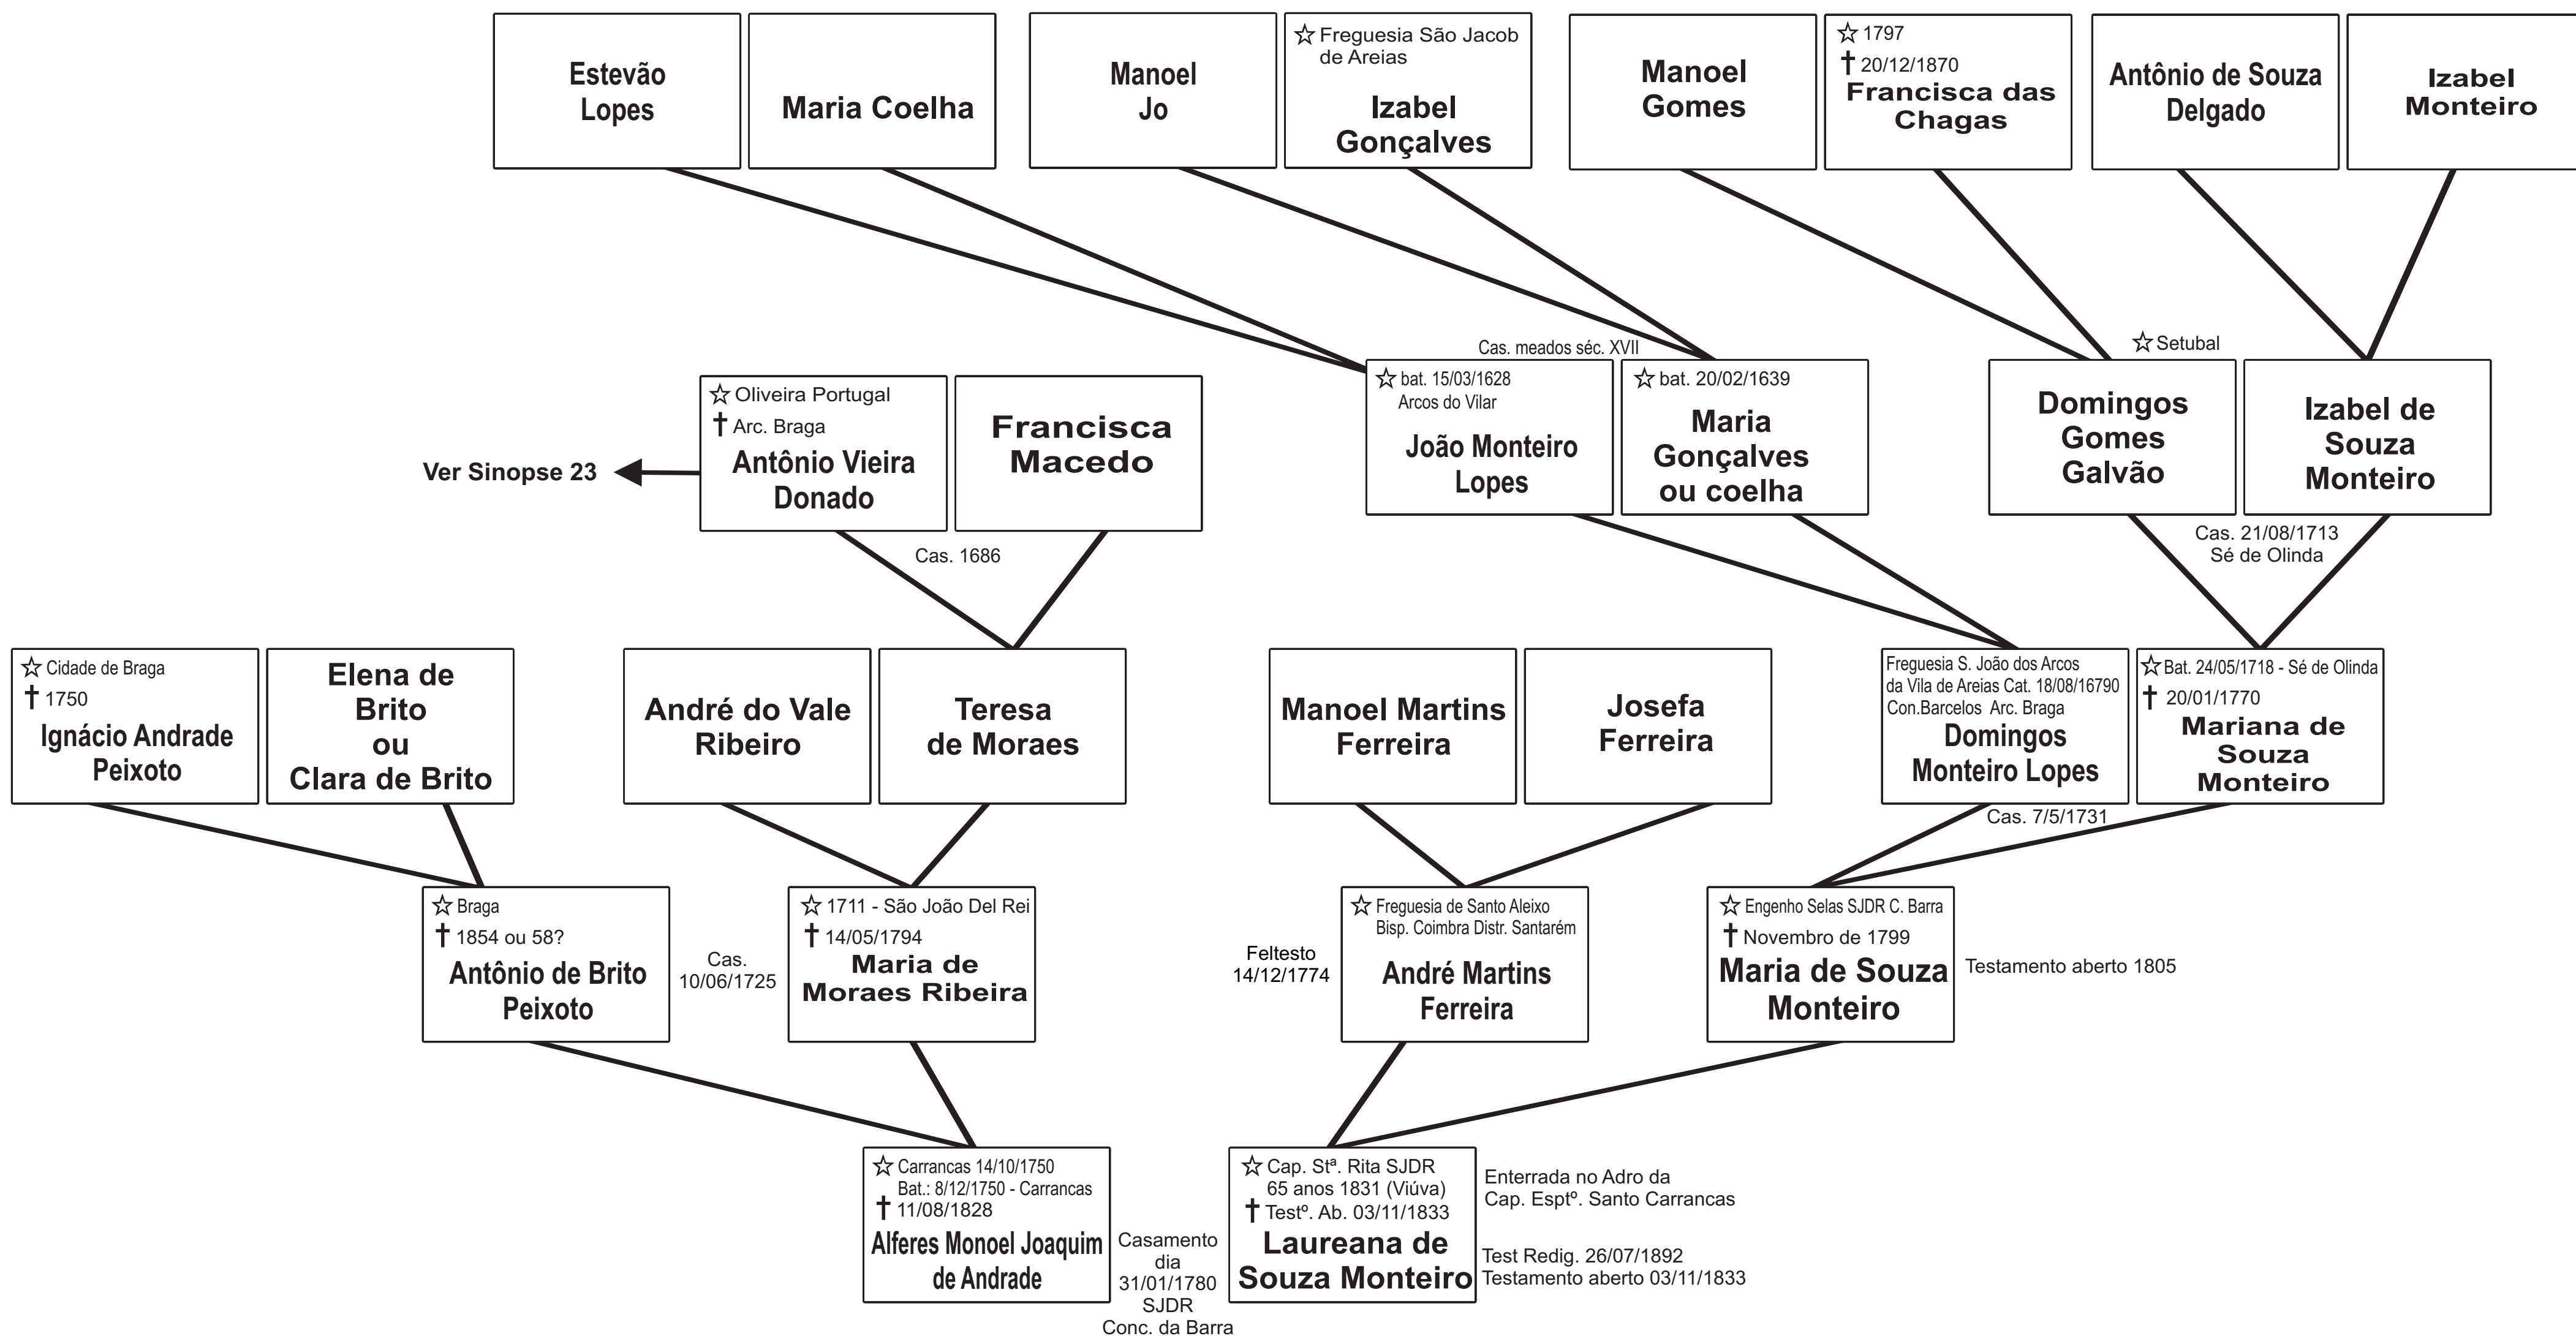 Estevão
Lopes
Maria Coelha
Manoel
Jo
☆ Freguesia São Jacob
de Areias
Izabel
Gonçalves
Manoel
Gomes
☆ 1797
✝ 20/12/1870
Francisca das
Chagas
Antônio de Souza
Delgado
Izabel
Monteiro
☆ Oliveira Portugal
✝ Arc. Braga
Antônio Vieira
Donado
Ver Sinopse 23
Francisca
Macedo
Cas. 1686
Cas. meados séc. XVII
☆ bat. 15/03/1628
Arcos do Vilar
João Monteiro
Lopes
☆ bat. 20/02/1639
Maria
Gonçalves
ou coelha
☆ Setubal
Domingos
Gomes
Galvão
Izabel de
Souza
Monteiro
Cas. 21/08/1713
Sé de Olinda
☆ Cidade de Braga
✝ 1750
Ignácio Andrade
Peixoto
Elena de
Brito
ou
Clara de Brito
André do Vale
Ribeiro
Teresa
de Moraes
Manoel Martins
Ferreira
Josefa
Ferreira
Freguesia S. João dos Arcos
da Vila de Areias Cat. 18/08/16790
Con.Barcelos Arc. Braga
Domingos
Monteiro Lopes
☆ Bat. 24/05/1718 - Sé de Olinda
✝ 20/01/1770
Mariana de
Souza
Monteiro
Cas. 7/5/1731
☆ Braga
✝ 1854 ou 58?
Antônio de Brito
Peixoto
Cas.
10/06/1725
☆ 1711 - São João Del Rei
✝ 14/05/1794
Maria de
Moraes Ribeira
Feltesto
14/12/1774
☆ Freguesia de Santo Aleixo
Bisp. Coimbra Distr. Santarém
André Martins
Ferreira
☆ Engenho Selas SJDR C. Barra
✝ Novembro de 1799
Maria de Souza
Monteiro
Testamento aberto 1805
☆ Carrancas 14/10/1750
Bat.: 8/12/1750 - Carrancas
✝ 11/08/1828
Alferes Monoel Joaquim
de Andrade
Casamento
dia
31/01/1780
SJDR
Conc. da Barra
☆ Cap. Stª. Rita SJDR
65 anos 1831 (Viúva)
✝ Testº. Ab. 03/11/1833
Laureana de
Souza Monteiro
Enterrada no Adro da
Cap. Esptº. Santo Carrancas
Test Redig. 26/07/1892
Testamento aberto 03/11/1833